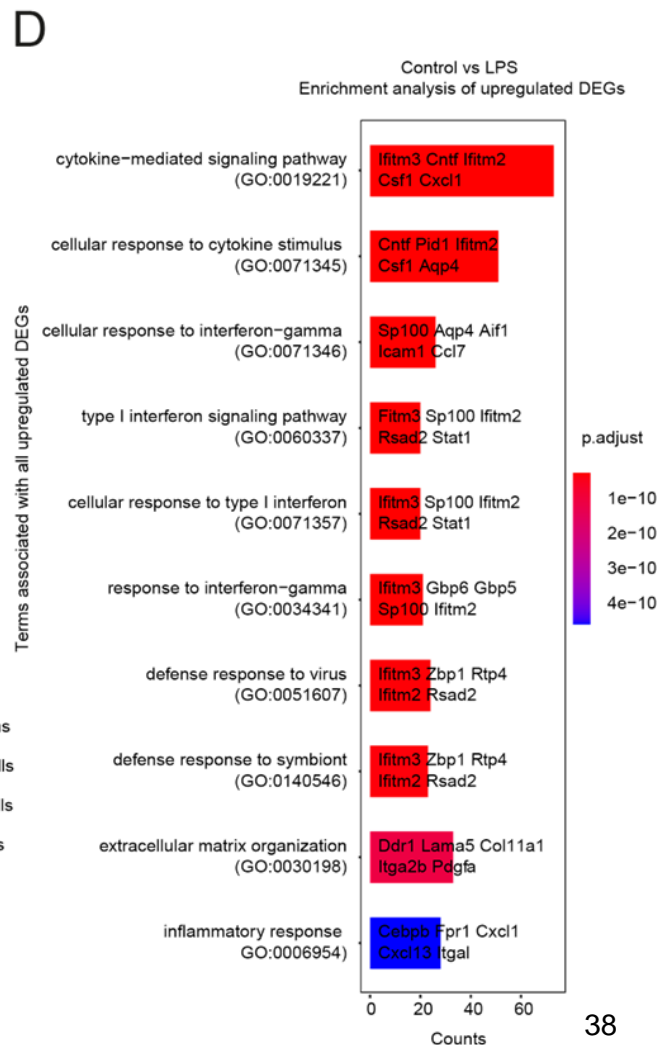 D
Control vs LPS
Enrichment analysis of upregulated DEGs
Terms associated with all upregulated DEGs
cytokine−mediated signaling pathway
(GO:0019221)
Ifitm3 Cntf Ifitm2
Csf1 Cxcl1
cellular response to cytokine stimulus
(GO:0071345)
Cntf Pid1 Ifitm2
Csf1 Aqp4
cellular response to interferon−gamma
(GO:0071346)
Sp100 Aqp4 Aif1
Icam1 Ccl7
type I interferon signaling pathway
(GO:0060337)
Fitm3 Sp100 Ifitm2
Rsad2 Stat1
cellular response to type I interferon
(GO:0071357)
Ifitm3 Sp100 Ifitm2
Rsad2 Stat1
response to interferon−gamma
(GO:0034341)
Ifitm3 Gbp6 Gbp5
Sp100 Ifitm2
defense response to virus
(GO:0051607)
Ifitm3 Zbp1 Rtp4
Ifitm2 Rsad2
defense response to symbiont
(GO:0140546)
Ifitm3 Zbp1 Rtp4
Ifitm2 Rsad2
extracellular matrix organization
(GO:0030198)
Ddr1 Lama5 Col11a1
Itga2b Pdgfa
inflammatory response
GO:0006954)
Cebpb Fpr1 Cxcl1
Cxcl13 Itgal
0 20 40 60
Counts
p.adjust
1e−10
2e−10
3e−10
4e−10
38